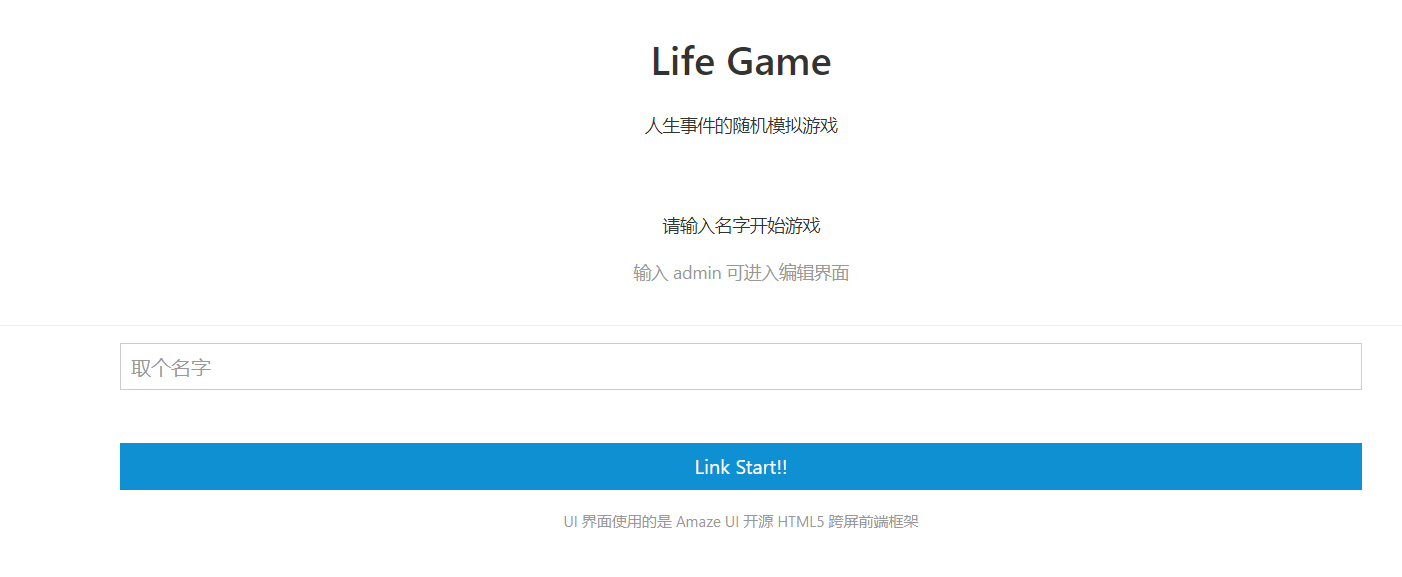 Life Game
人生事件的随机模拟游戏
请输入名字开始游戏
输入 admin 可进入编辑界面
取个名字
Link Start!!
UI 界面使用的是 Amaze UI 开源 HTML5 跨屏前端框架